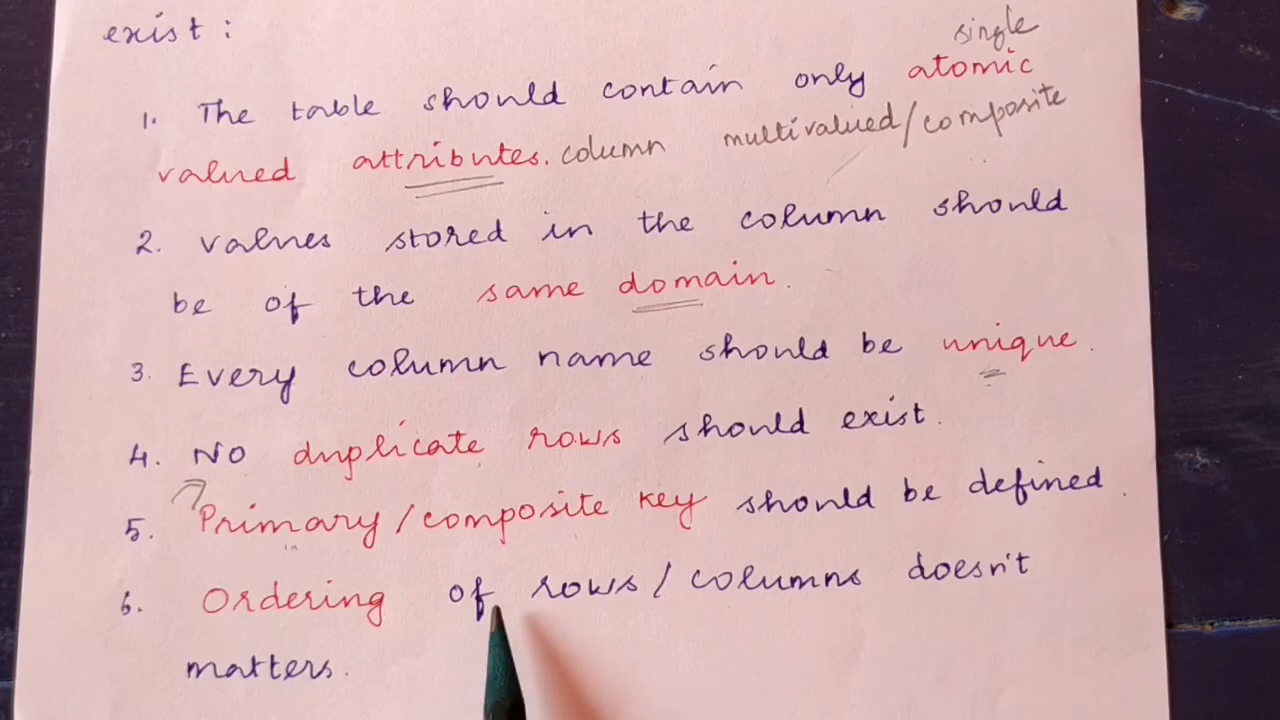 exist :
single
1. The table should contain only atomic
valued attributes. column multivalued/composite
2. values stored in the column should
be of the same domain.
3. Every column name should be unique.
4. No duplicate rows should exist.
5. Primary/composite key should be defined.
6. Ordering of rows/columns doesn't
matters.